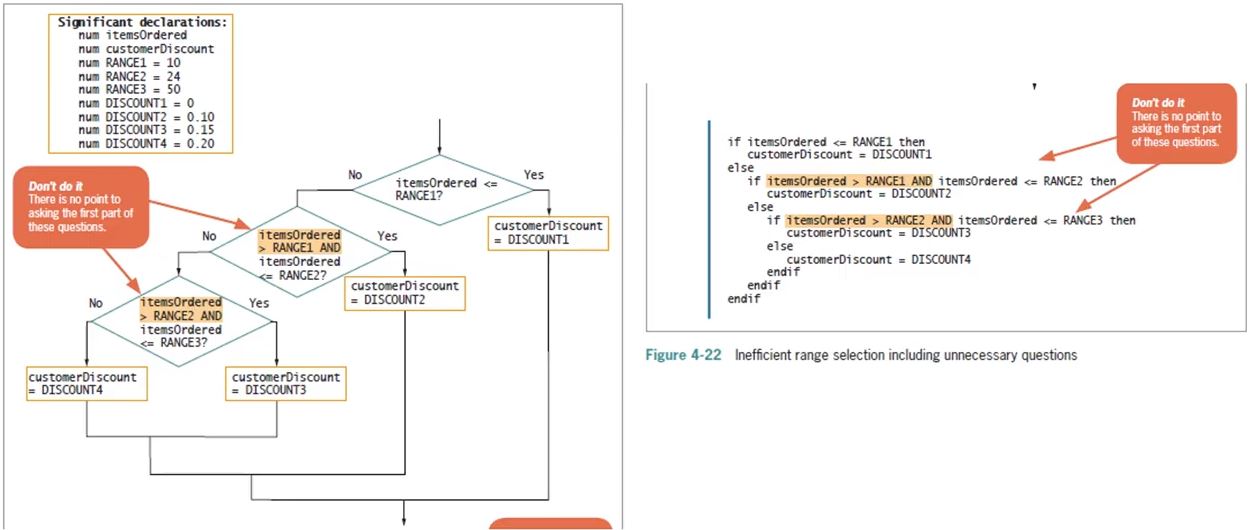 Significant declarations:
num itemsOrdered
num customerDiscount
num RANGE1 = 10
num RANGE2 = 24
num RANGE3 = 50
num DISCOUNT1 = 0
num DISCOUNT2 = 0.10
num DISCOUNT3 = 0.15
num DISCOUNT4 = 0.20
Don't do it
There is no point to
asking the first part of
these questions.
No
itemsOrdered <=
RANGE1?
Yes
customerDiscount
= DISCOUNT1
No
itemsOrdered
> RANGE1 AND
itemsOrdered
<= RANGE2?
Yes
customerDiscount
= DISCOUNT2
No
itemsOrdered
> RANGE2 AND
itemsOrdered
<= RANGE3?
Yes
customerDiscount
= DISCOUNT4
customerDiscount
= DISCOUNT3
Don't do it
There is no point to
asking the first part
of these questions.
if itemsOrdered <= RANGE1 then
customerDiscount = DISCOUNT1
else
if itemsOrdered > RANGE1 AND itemsOrdered <= RANGE2 then
customerDiscount = DISCOUNT2
else
if itemsOrdered > RANGE2 AND itemsOrdered <= RANGE3 then
customerDiscount = DISCOUNT3
else
customerDiscount = DISCOUNT4
endif
endif
endif
Figure 4-22 Inefficient range selection including unnecessary questions